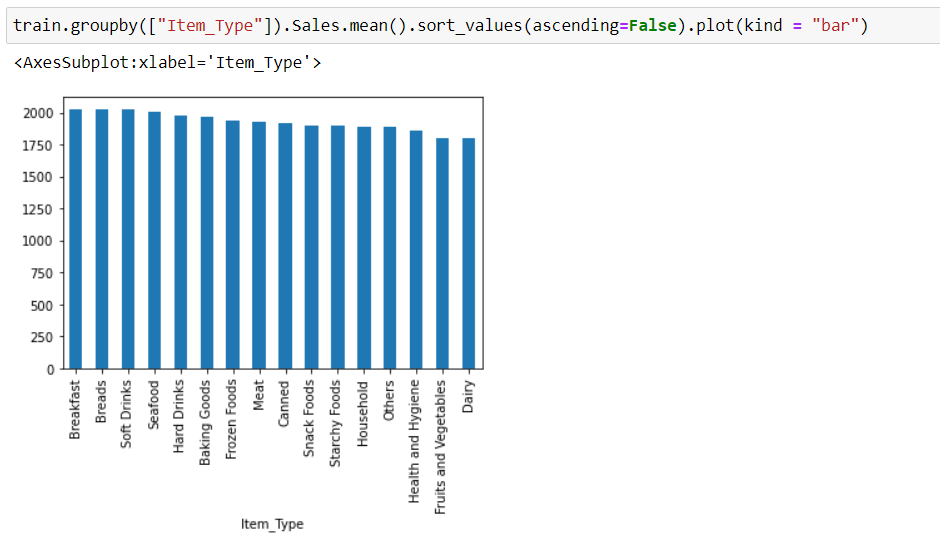 train.groupby(["Item_Type"]).Sales.mean().sort_values(ascending=False).plot(kind = "bar")
<AxesSubplot:xlabel='Item_Type'>
2000
1750
1500
1250
1000
750
500
250
0
Breakfast
Breads
Soft Drinks
Seafood
Hard Drinks
Baking Goods
Frozen Foods
Meat
Canned
Snack Foods
Starchy Foods
Household
Others
Health and Hygiene
Fruits and Vegetables
Dairy
Item_Type